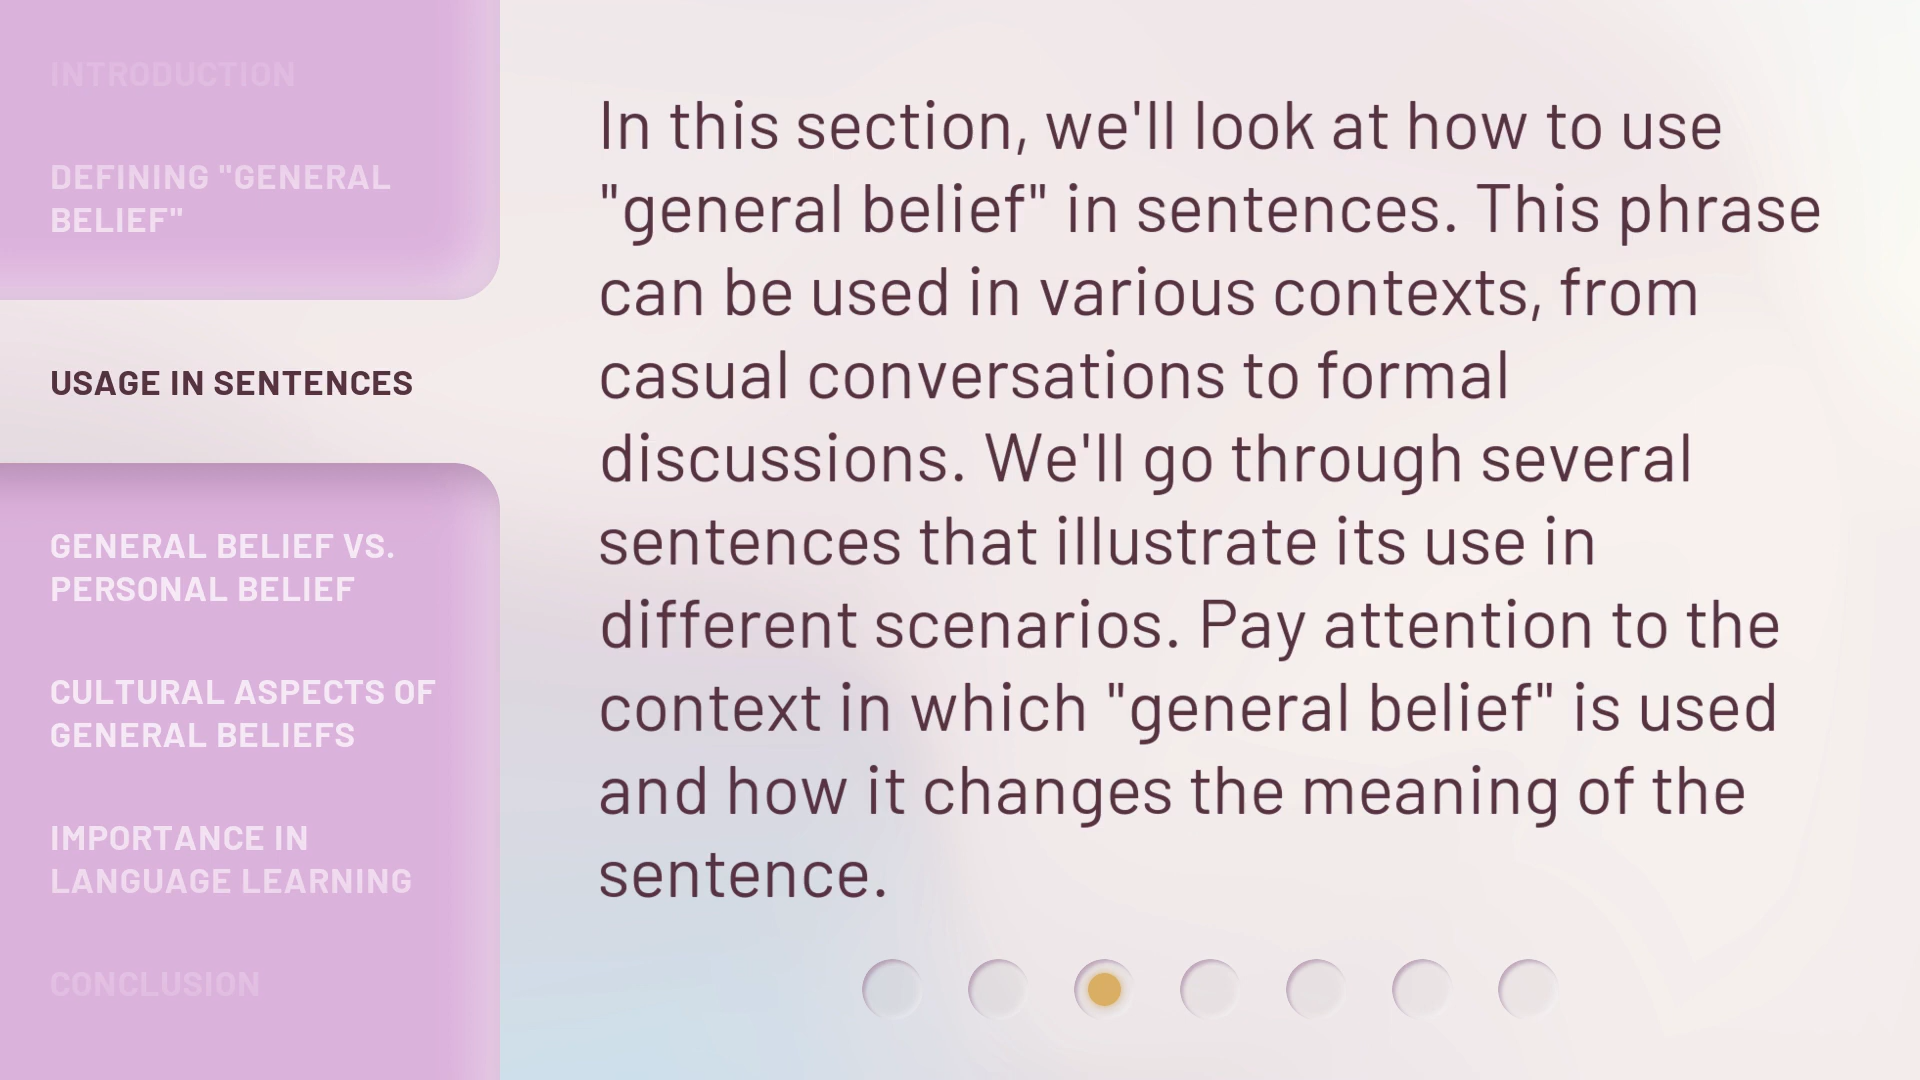 INTRODUCTION
DEFINING "GENERAL
BELIEF"
USAGE IN SENTENCES
GENERAL BELIEF VS.
PERSONAL BELIEF
CULTURAL ASPECTS OF
GENERAL BELIEFS
IMPORTANCE IN
LANGUAGE LEARNING
CONCLUSION
In this section, we'll look at how to use
"general belief" in sentences. This phrase
can be used in various contexts, from
casual conversations to formal
discussions. We'll go through several
sentences that illustrate its use in
different scenarios. Pay attention to the
context in which "general belief" is used
and how it changes the meaning of the
sentence.